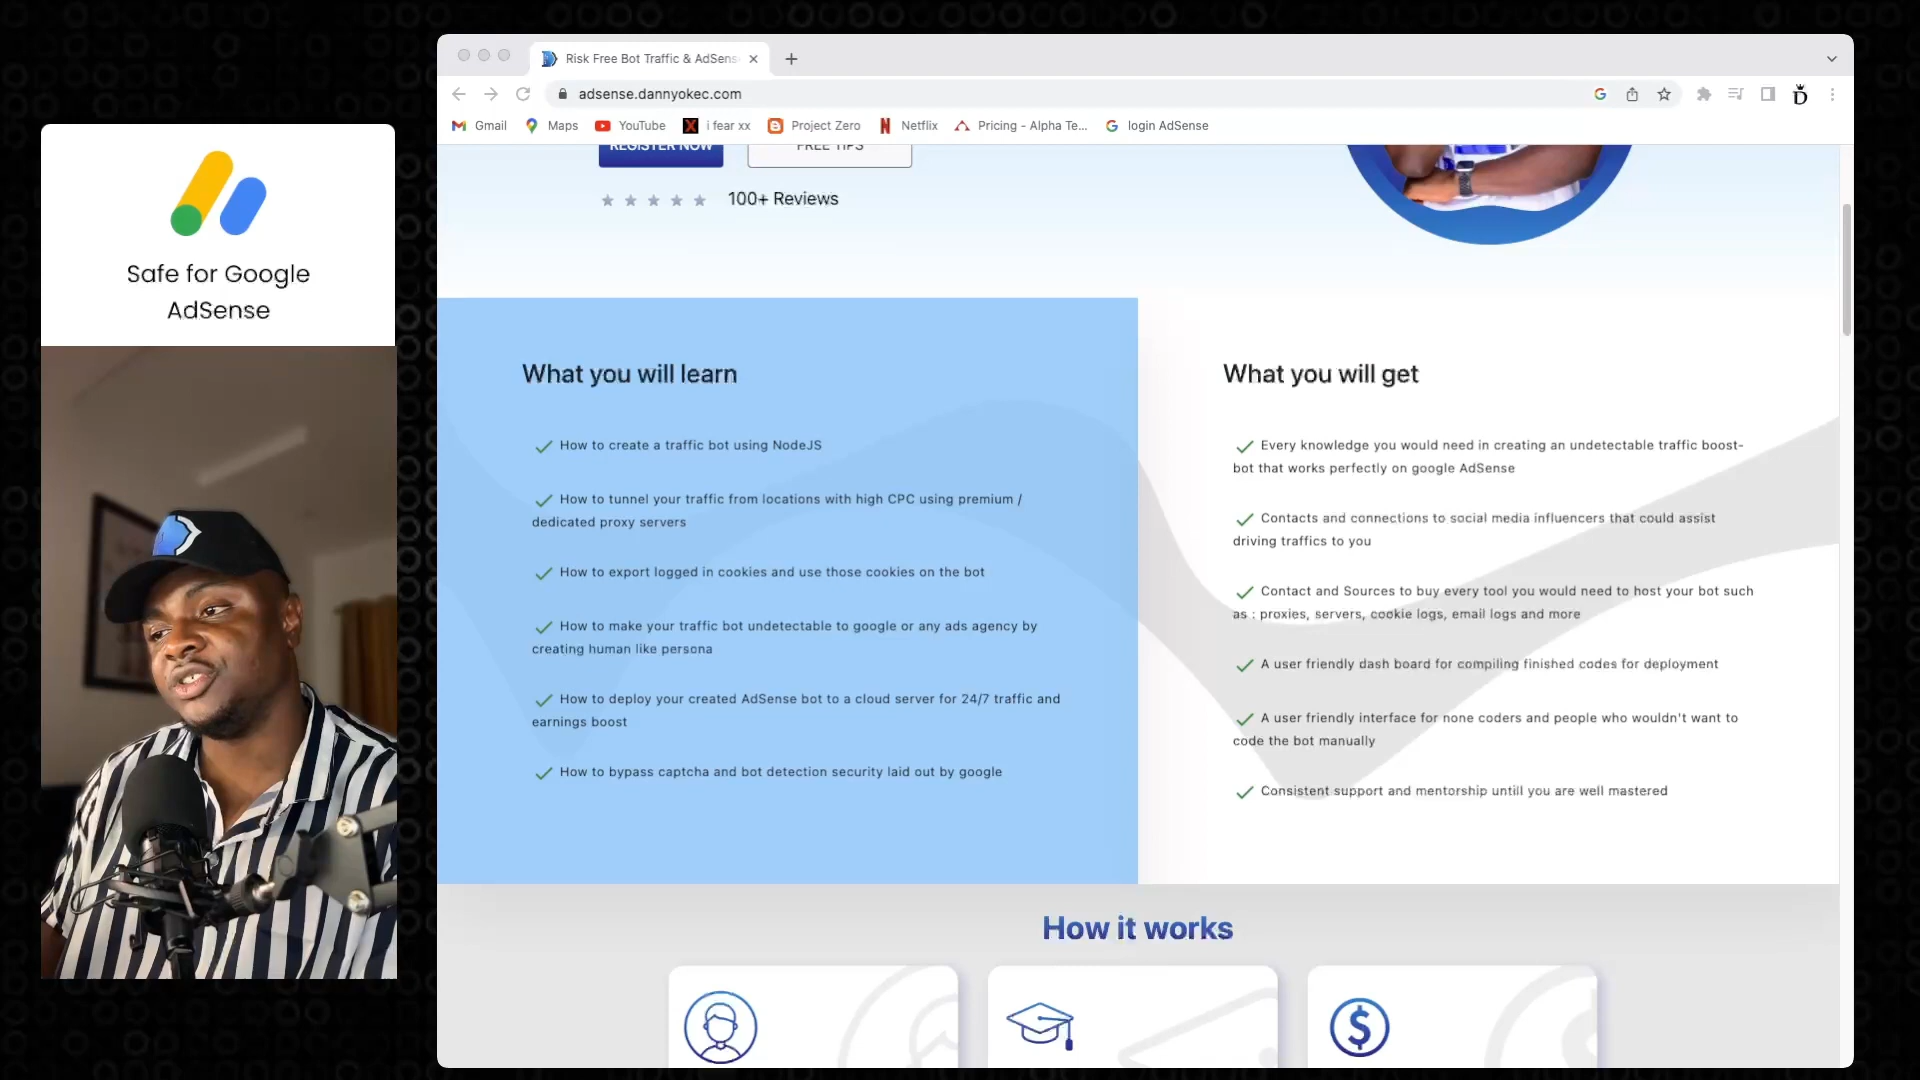 Safe for Google
AdSense
Risk Free Bot Traffic & AdSens
adsense.dannyokec.com
Gmail
Maps
YouTube
i fear xx
Project Zero
Netflix
Pricing - Alpha Te...
login AdSense
REGISTER NOW
FREE TIPS
100+ Reviews
What you will learn
How to create a traffic bot using NodeJS
How to tunnel your traffic from locations with high CPC using premium /
dedicated proxy servers
How to export logged in cookies and use those cookies on the bot
How to make your traffic bot undetectable to google or any ads agency by
creating human like persona
How to deploy your created AdSense bot to a cloud server for 24/7 traffic and
earnings boost
How to bypass captcha and bot detection security laid out by google
What you will get
Every knowledge you would need in creating an undetectable traffic boost-
bot that works perfectly on google AdSense
Contacts and connections to social media influencers that could assist
driving traffics to you
Contact and Sources to buy every tool you would need to host your bot such
as : proxies, servers, cookie logs, email logs and more
A user friendly dash board for compiling finished codes for deployment
A user friendly interface for none coders and people who wouldn't want to
code the bot manually
Consistent support and mentorship untill you are well mastered
How it works